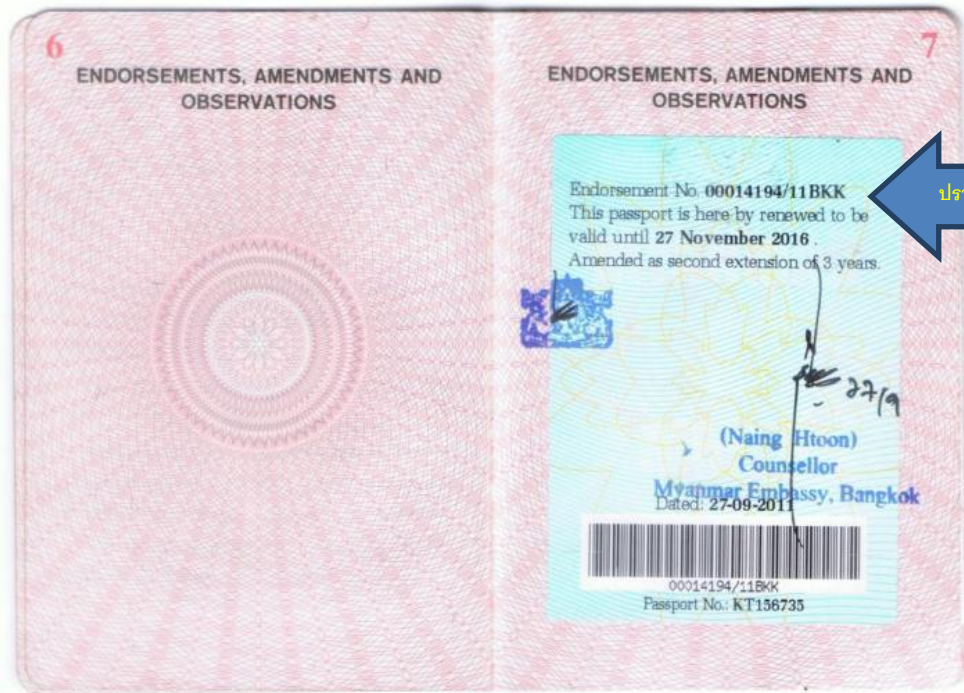 6
ENDORSEMENTS, AMENDMENTS AND
OBSERVATIONS
7
ENDORSEMENTS, AMENDMENTS AND
OBSERVATIONS
Endorsement No. 00014194/11BKK
This passport is here by renewed to be
valid until 27 November 2016 .
Amended as second extension of 3 years.
27/9
(Naing Htoon)
Counsellor
Myanmar Embassy, Bangkok
Dated: 27-09-2011
00014194/11BKK
Passport No.: KT156735